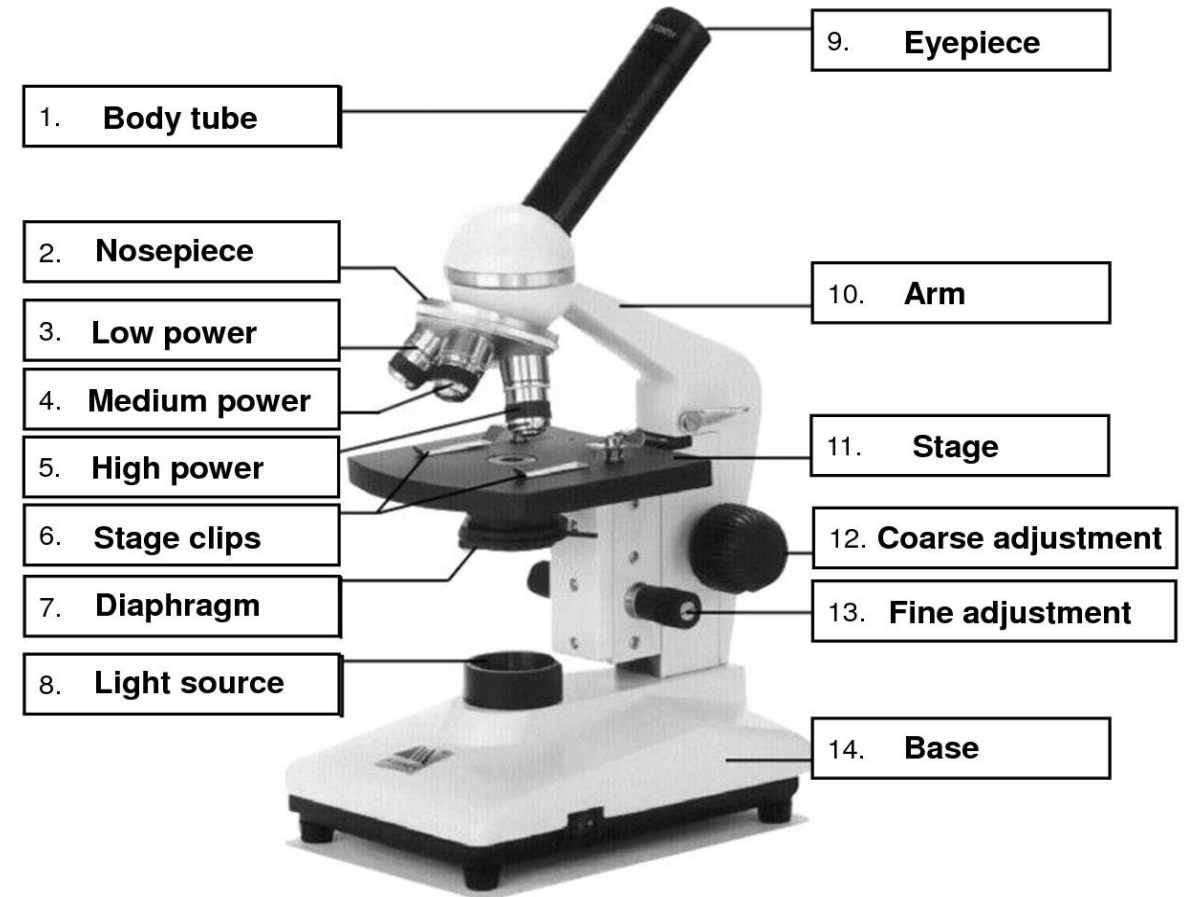 1. Body tube
2. Nosepiece
3. Low power
4. Medium power
5. High power
6. Stage clips
7. Diaphragm
8. Light source
9. Eyepiece
10. Arm
11. Stage
12. Coarse adjustment
13. Fine adjustment
14. Base